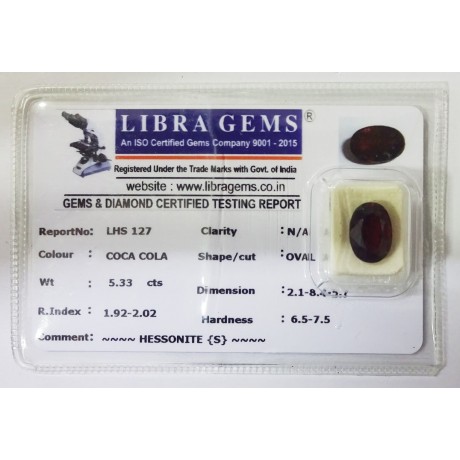 LIBRA GEMS ®
An ISO Certified Gems Company 9001 - 2015
Registered Under the Trade Marks with Govt. of India
website : www.libragems.co.in
GEMS & DIAMOND CERTIFIED TESTING REPORT
ReportNo: LHS 127 Clarity : N/A
Colour : COCA COLA Shape/cut : OVAL
Wt : 5.33 cts Dimension :
R.Index : 1.92-2.02 Hardness : 6.5-7.5
Comment: ~~~~ HESSONITE {S} ~~~~